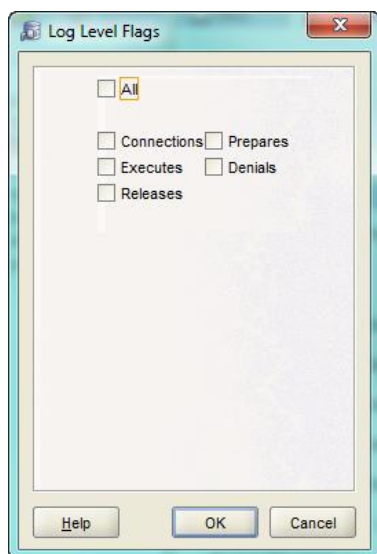 Log Level Flags
All
Connections Prepares
Executes Denials
Releases
Help OK Cancel